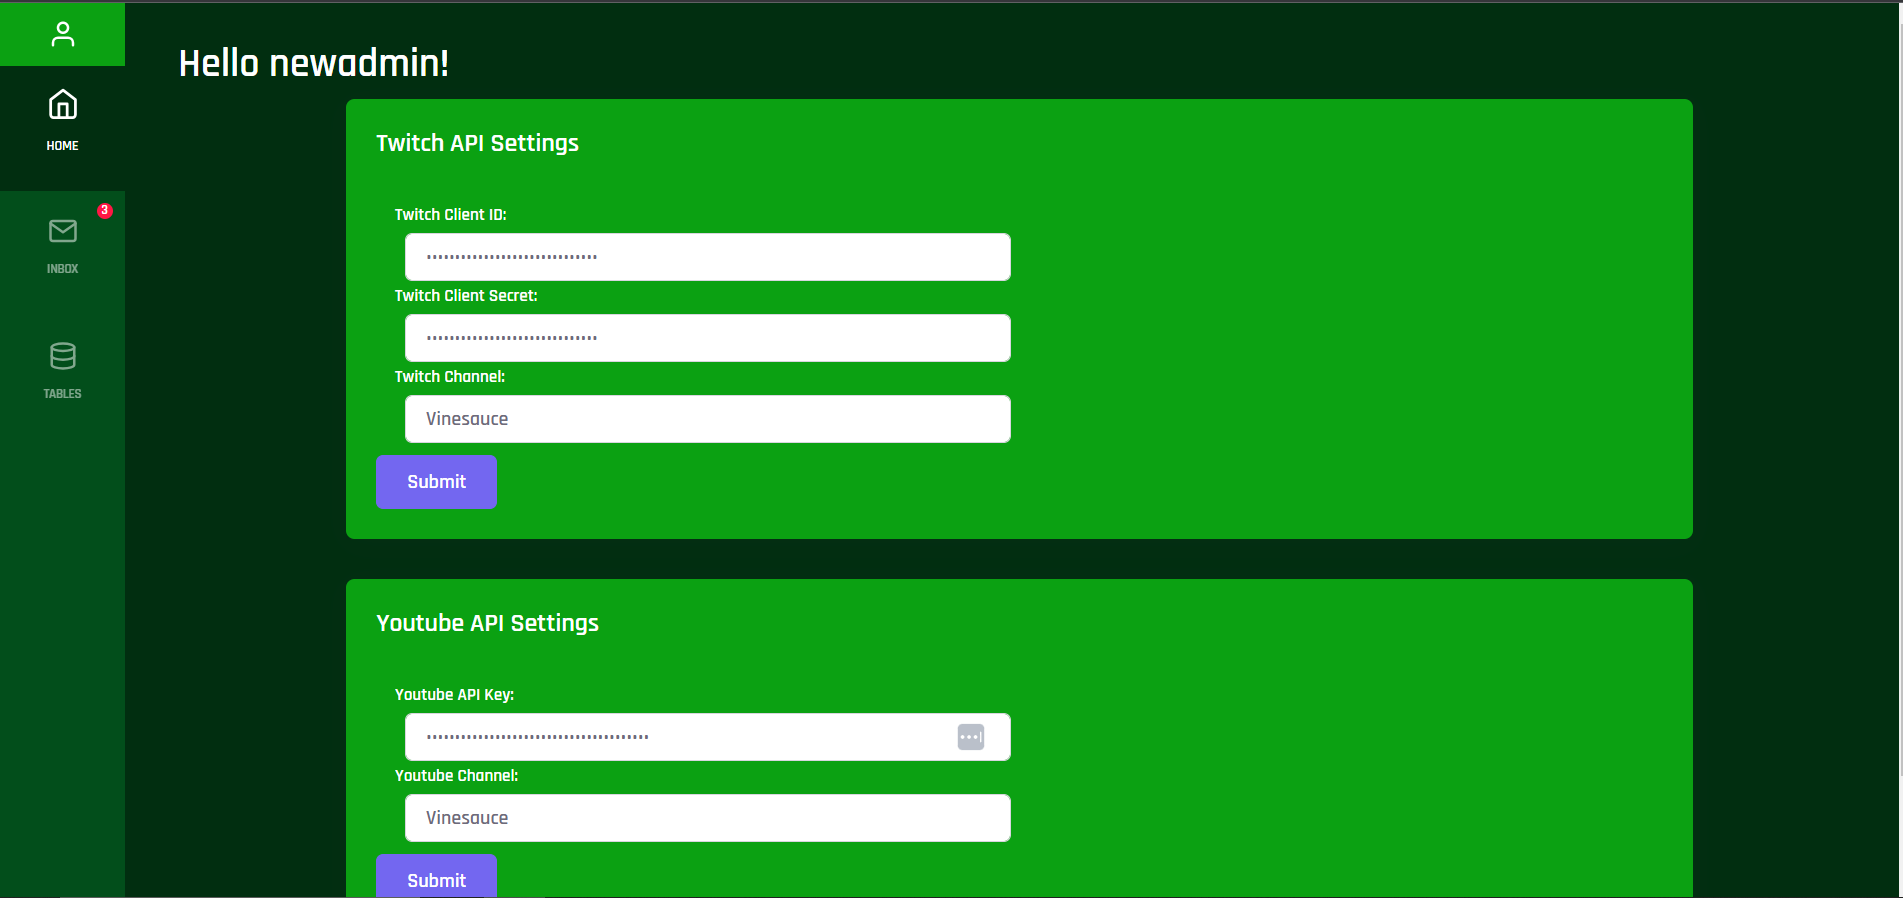 Hello newadmin!
HOME
3
INBOX
TABLES
Twitch API Settings
Twitch Client ID:
Twitch Client Secret:
Twitch Channel:
Vinesauce
Submit
Youtube API Settings
Youtube API Key:
Youtube Channel:
Vinesauce
Submit